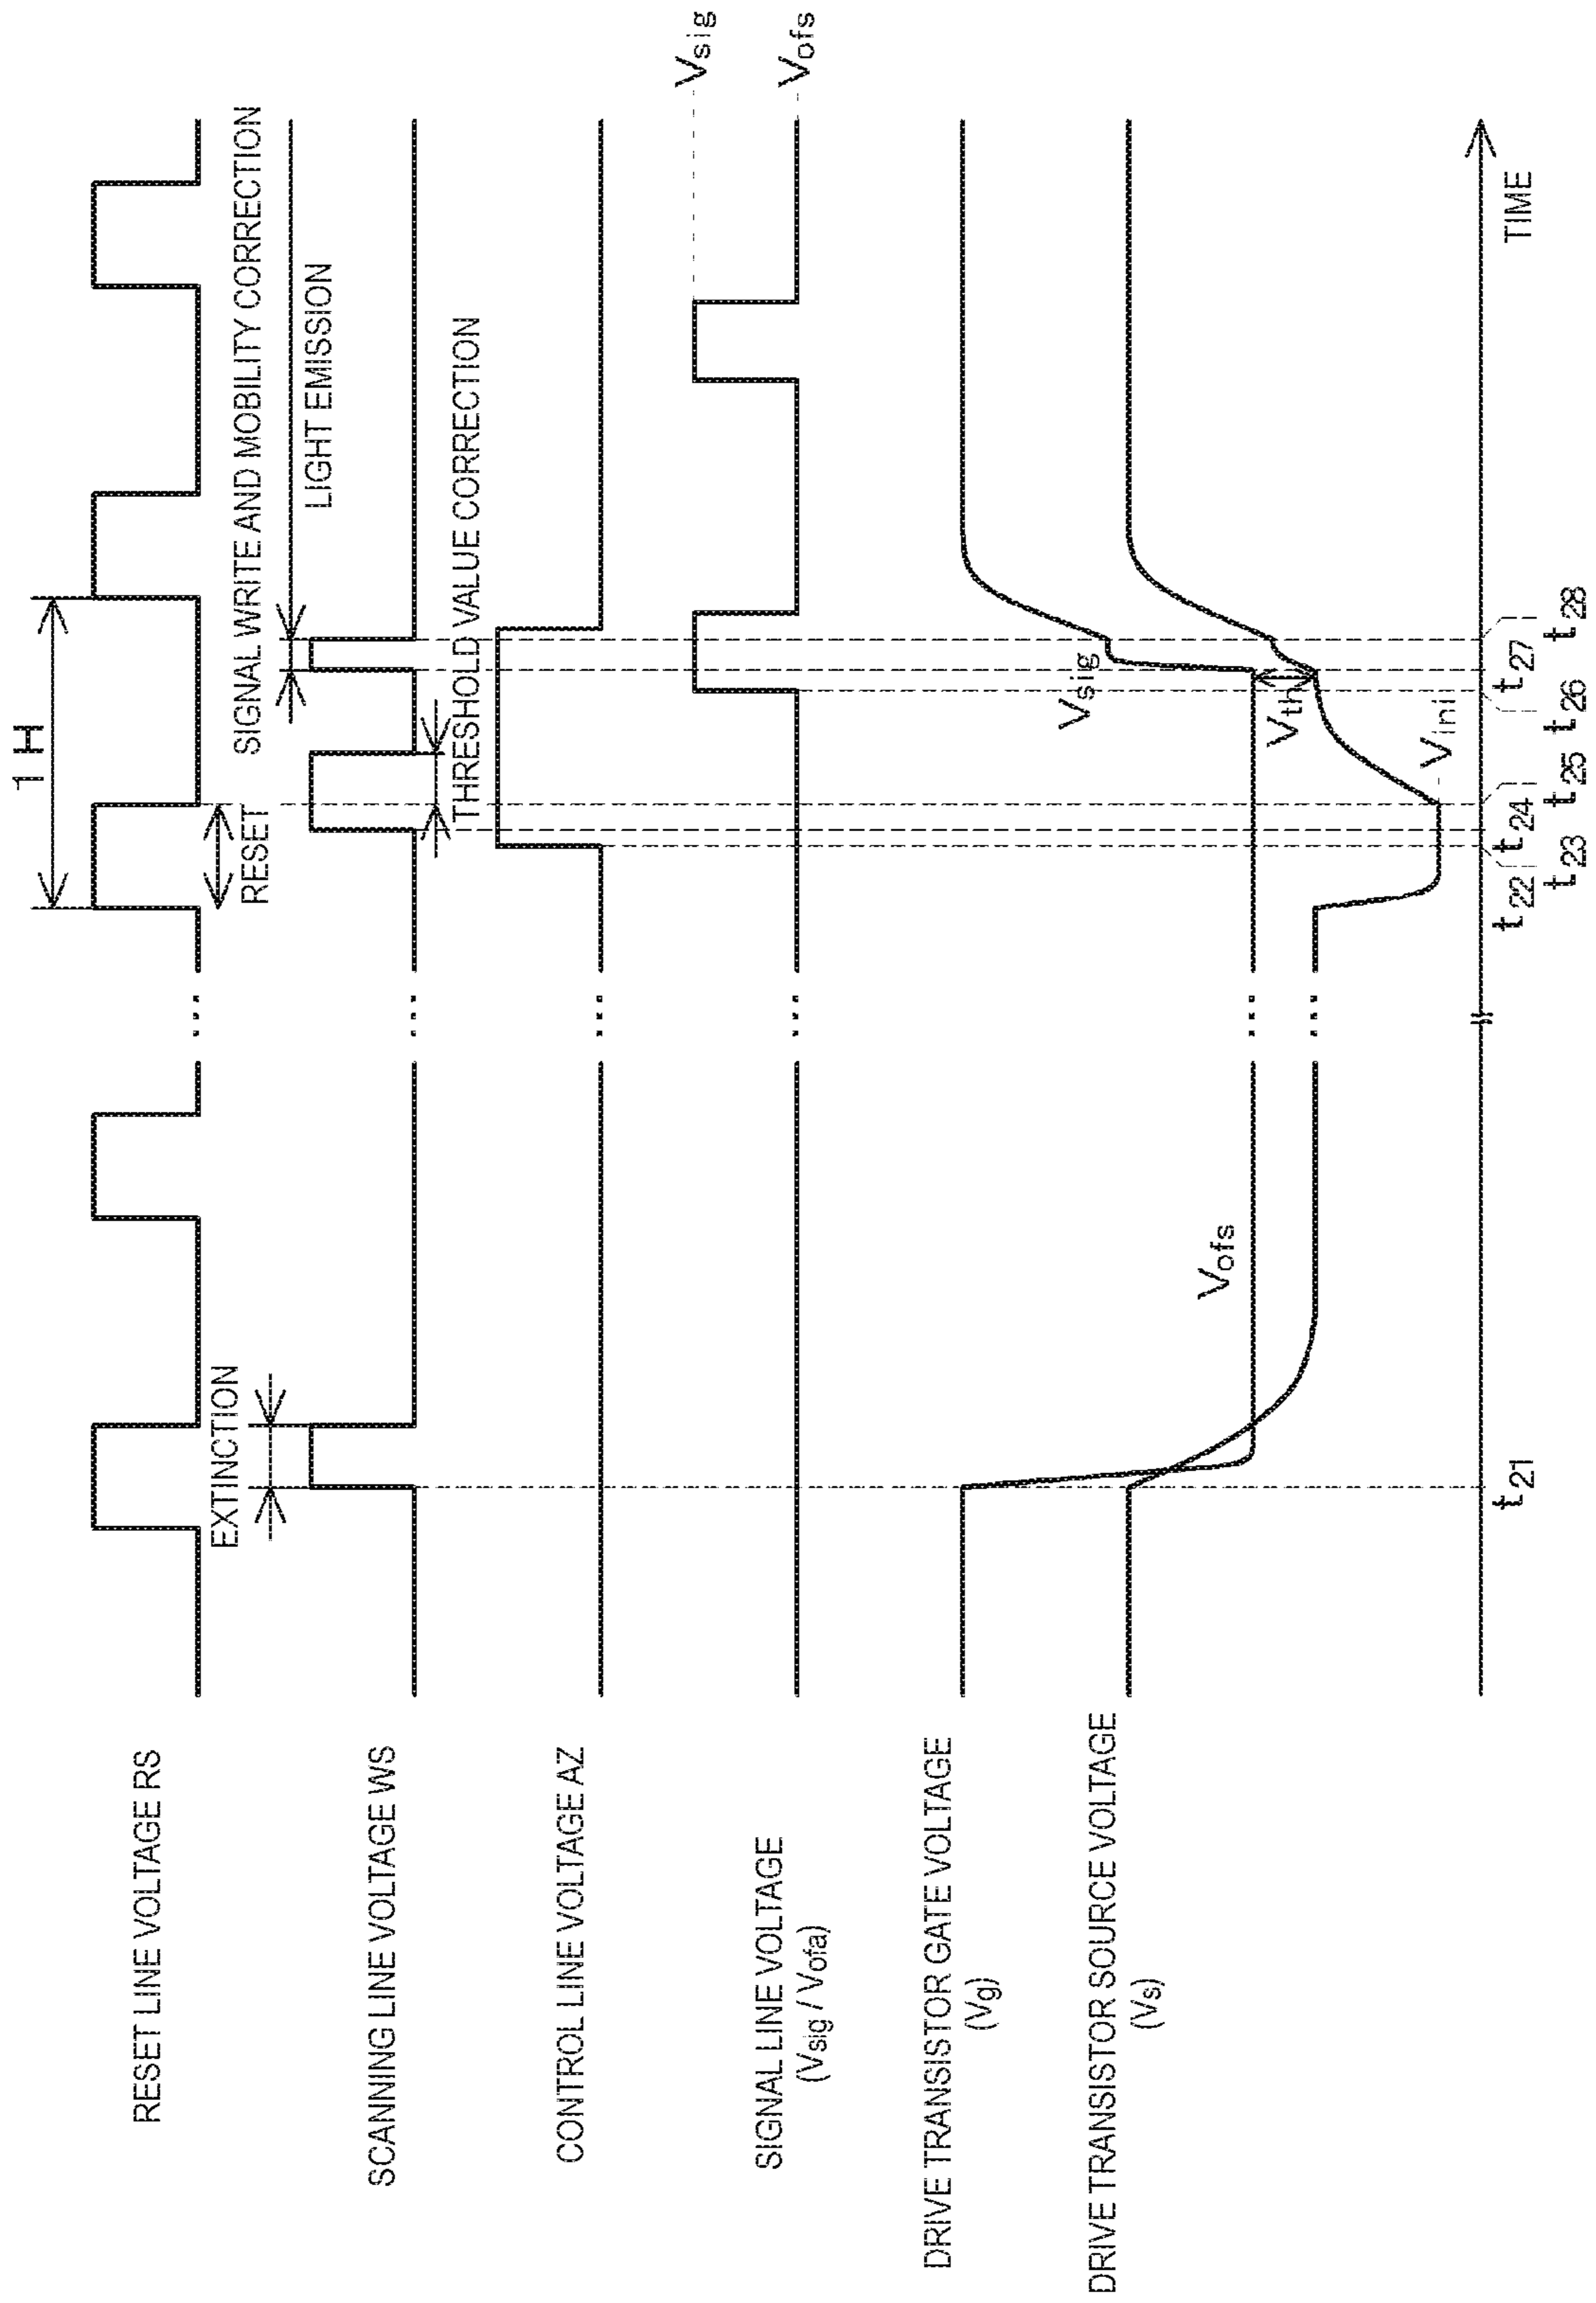 1 H
RESET LINE VOLTAGE RS
EXTINCTION
RESET
SIGNAL WRITE AND MOBILITY CORRECTION
LIGHT EMISSION
SCANNING LINE VOLTAGE WS
THRESHOLD VALUE CORRECTION
CONTROL LINE VOLTAGE AZ
Vsig
SIGNAL LINE VOLTAGE
(Vsig / Vofa)
Vofs
DRIVE TRANSISTOR GATE VOLTAGE
(Vg)
Vsig
DRIVE TRANSISTOR SOURCE VOLTAGE
(Vs)
Vofs
Vth
Vini
TIME
t21
t22
t23
t24
t25
t26
t27
t28